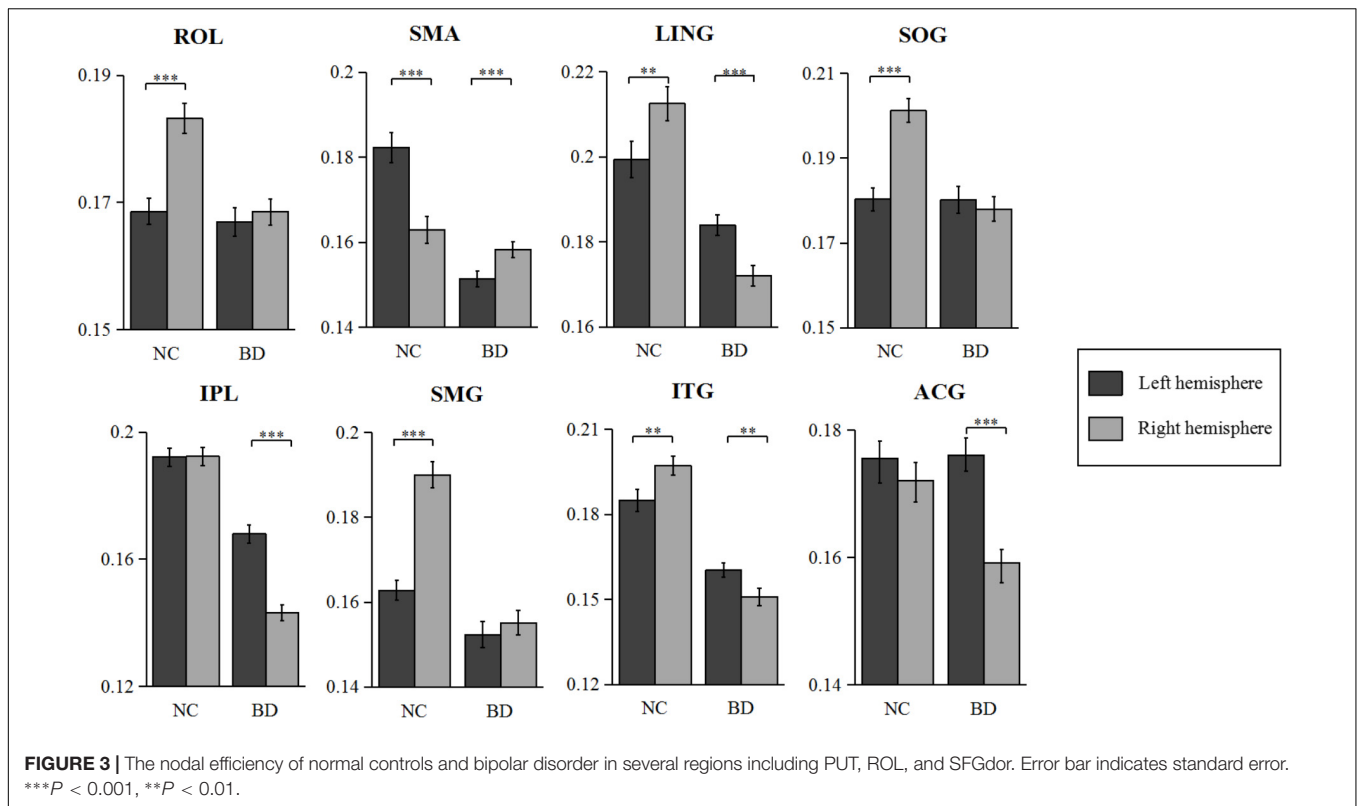 ROL
0.19
0.17
0.15
***
NC BD
SMA
0.2
0.18
0.16
0.14
*** ***
NC BD
LING
0.22
0.2
0.18
0.16
** ***
NC BD
SOG
0.21
0.19
0.17
0.15
***
NC BD
IPL
0.2
0.16
0.12
***
NC BD
SMG
0.2
0.18
0.16
0.14
***
NC BD
ITG
0.21
0.18
0.15
0.12
** **
NC BD
ACG
0.18
0.16
0.14
***
NC BD
Left hemisphere
Right hemisphere
FIGURE 3 | The nodal efficiency of normal controls and bipolar disorder in several regions including PUT, ROL, and SFGdor. Error bar indicates standard error.
***P < 0.001, **P < 0.01.